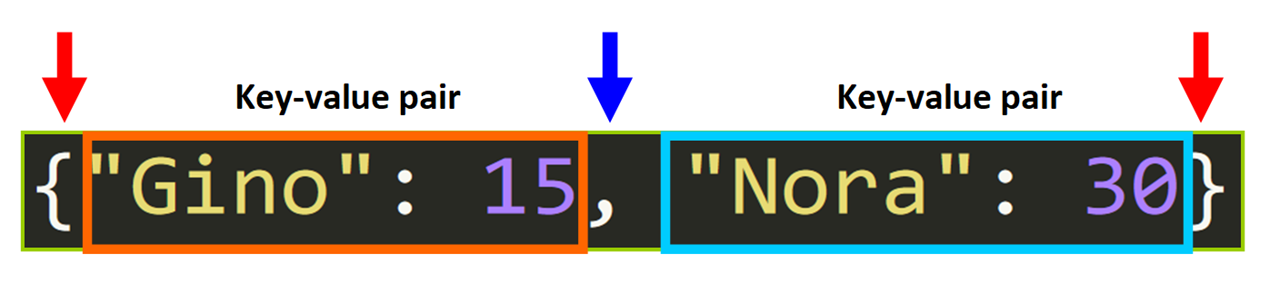 Key-value pair Key-value pair
{"Gino": 15, "Nora": 30}